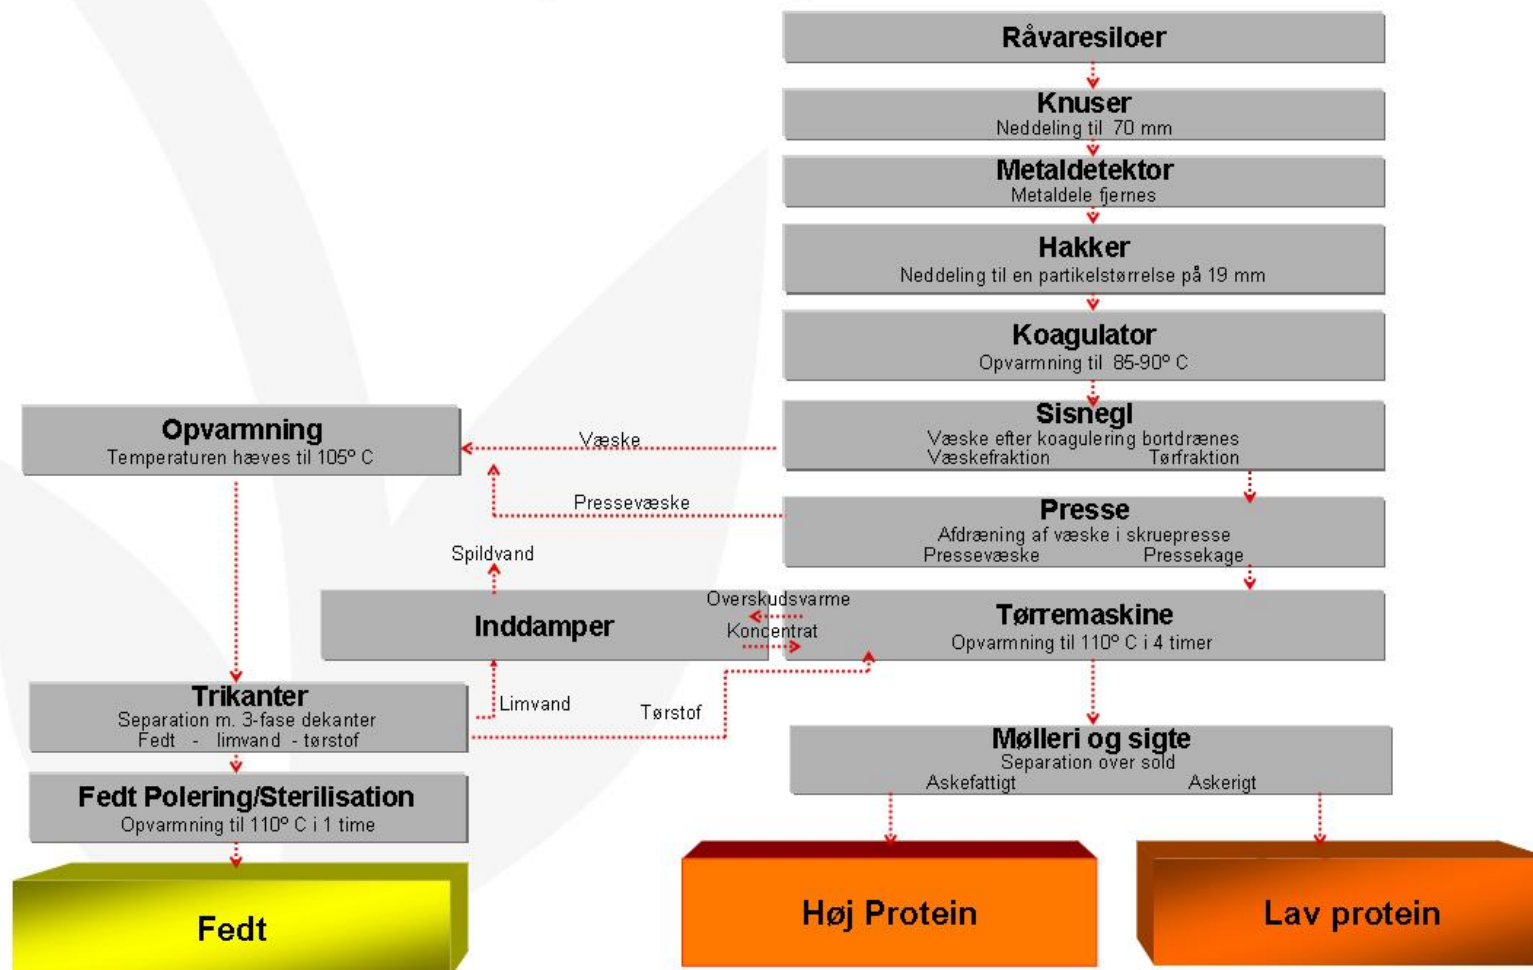 Råvaresiloer
Knuser
Neddeling til 70 mm
Metaldetektor
Metaldele fjernes
Hakker
Neddeling til en partikelstørrelse på 19 mm
Koagulator
Opvarmning til 85-90º C
Sisnegl
Væske efter koagulering bortdrænes
Væskefraktion Tørfraktion
Væske
Opvarmning
Temperaturen hæves til 105º C
Presse
Afdræning af væske i skruepresse
Pressevæske Pressekage
Pressevæske
Spildvand
Inddamper
Overskudsvarme
Koncentrat
Tørremaskine
Opvarmning til 110º C i 4 timer
Trikanter
Separation m. 3-fase dekanter
Fedt - limvand - tørstof
Limvand
Tørstof
Mølleri og sigte
Separation over sold
Askefattigt Askerigt
Fedt Polering/Sterilisation
Opvarmning til 110º C i 1 time
Fedt
Høj Protein
Lav protein